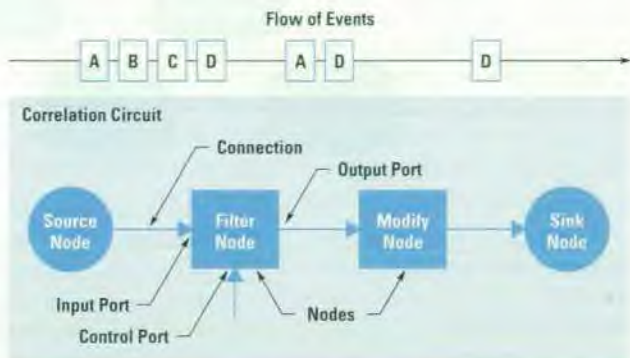 Flow of Events
A B C D A D D
Correlation Circuit
Connection
Output Port
Source Node
Filter Node
Modify Node
Sink Node
Input Port
Control Port
Nodes